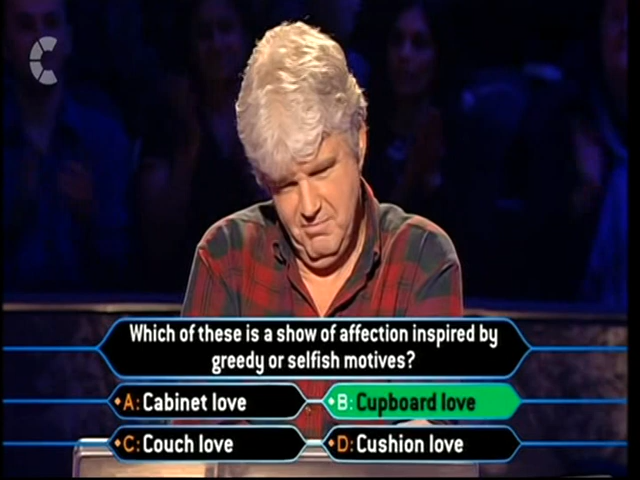 Which of these is a show of affection inspired by
greedy or selfish motives?
A: Cabinet love
B: Cupboard love
C: Couch love
D: Cushion love